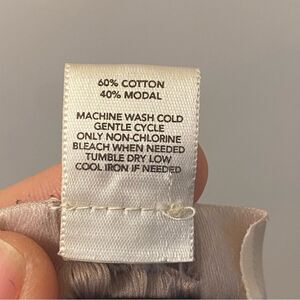 60% COTTON
40% MODAL
MACHINE WASH COLD
GENTLE CYCLE
ONLY NON-CHLORINE
BLEACH WHEN NEEDED
TUMBLE DRY LOW
COOL IRON IF NEEDED